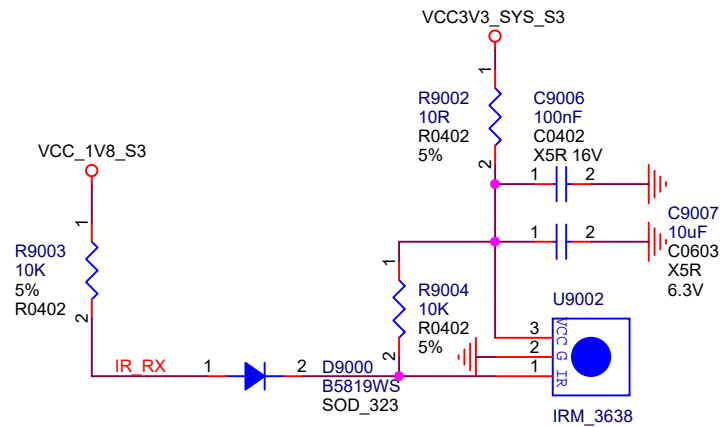 VCC3V3_SYS_S3
1
R9002
10R
R0402
5%
2
C9006
100nF
C0402
X5R 16V
1 2
VCC_1V8_S3
1
R9003
10K
5%
R0402
2
1 2
C9007
10uF
C0603
X5R
6.3V
1
R9004
10K
R0402
5%
2
U9002
3 VCC
2 G
1 IR
IRM_3638
IR_RX
1 2
D9000
B5819WS
SOD_323